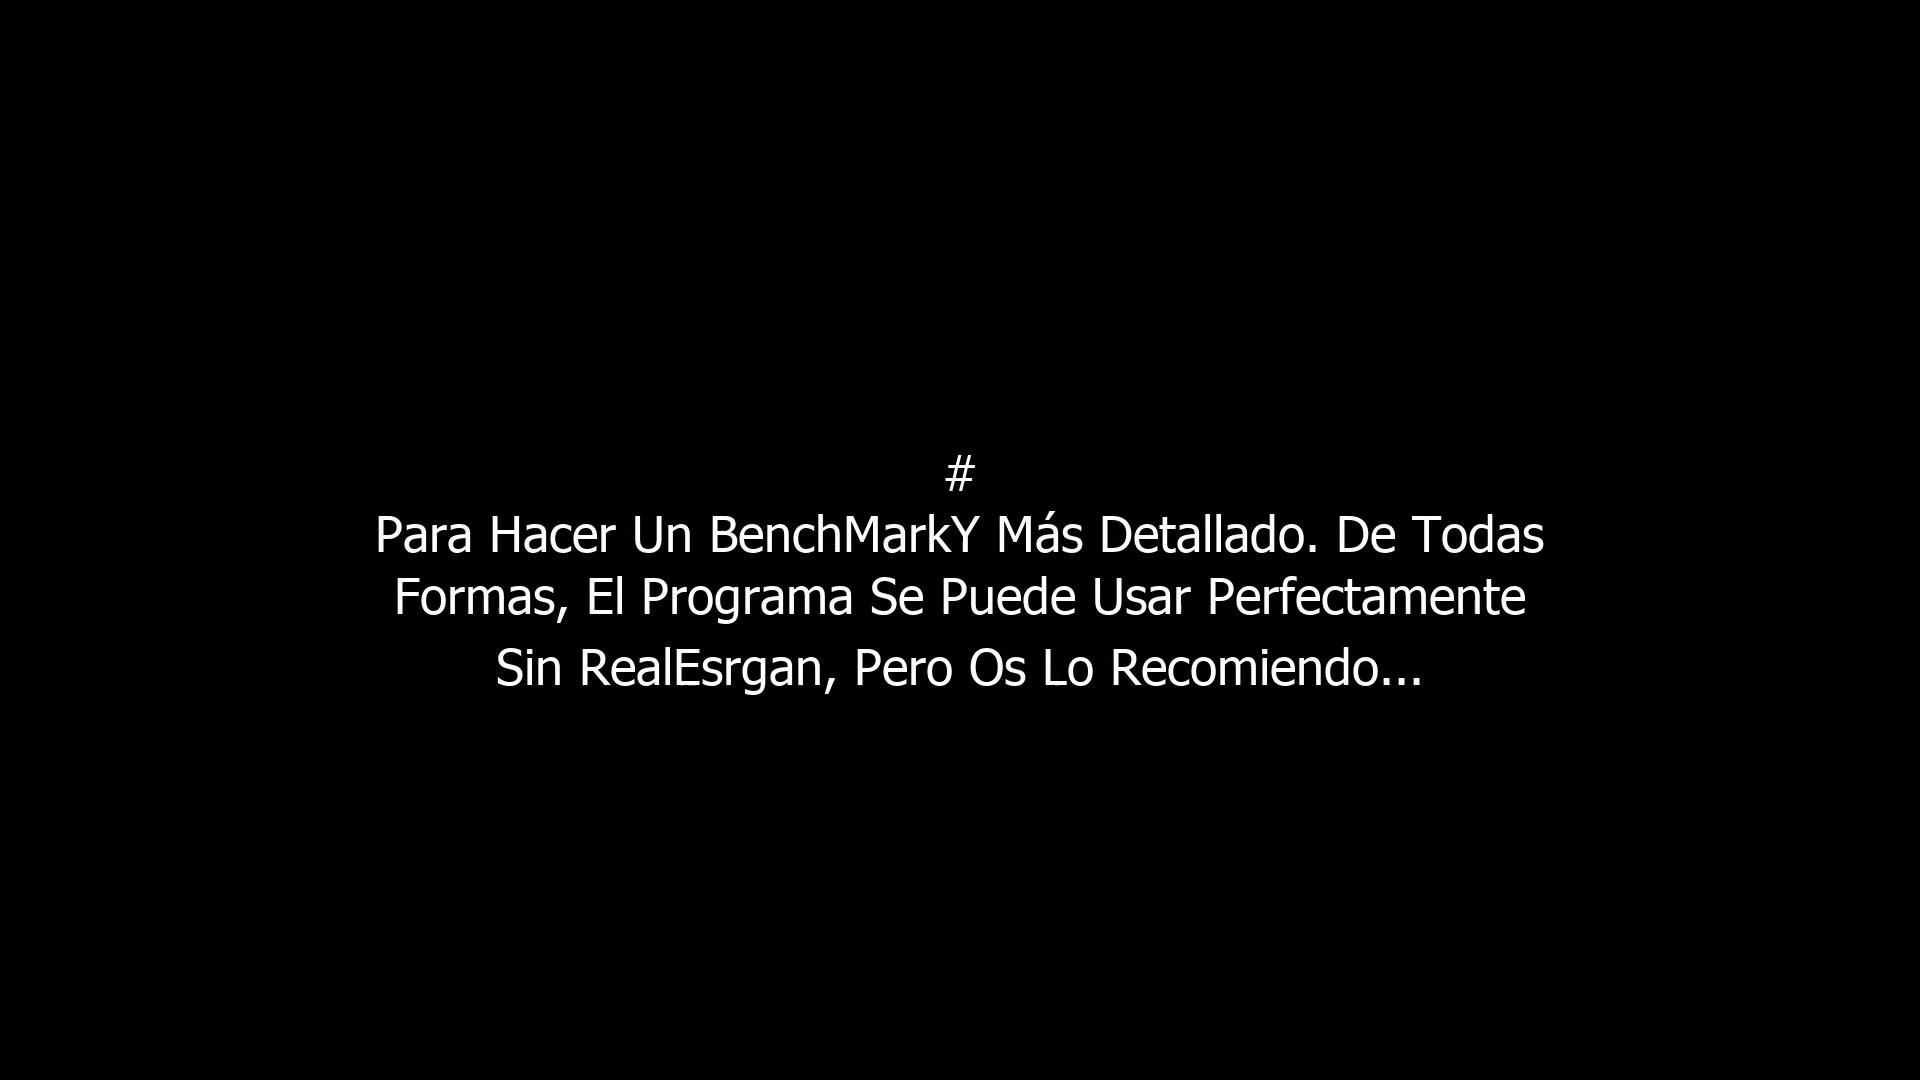 #
Para Hacer Un BenchMarkY Más Detallado. De Todas
Formas, El Programa Se Puede Usar Perfectamente
Sin RealEsrgan, Pero Os Lo Recomiendo...